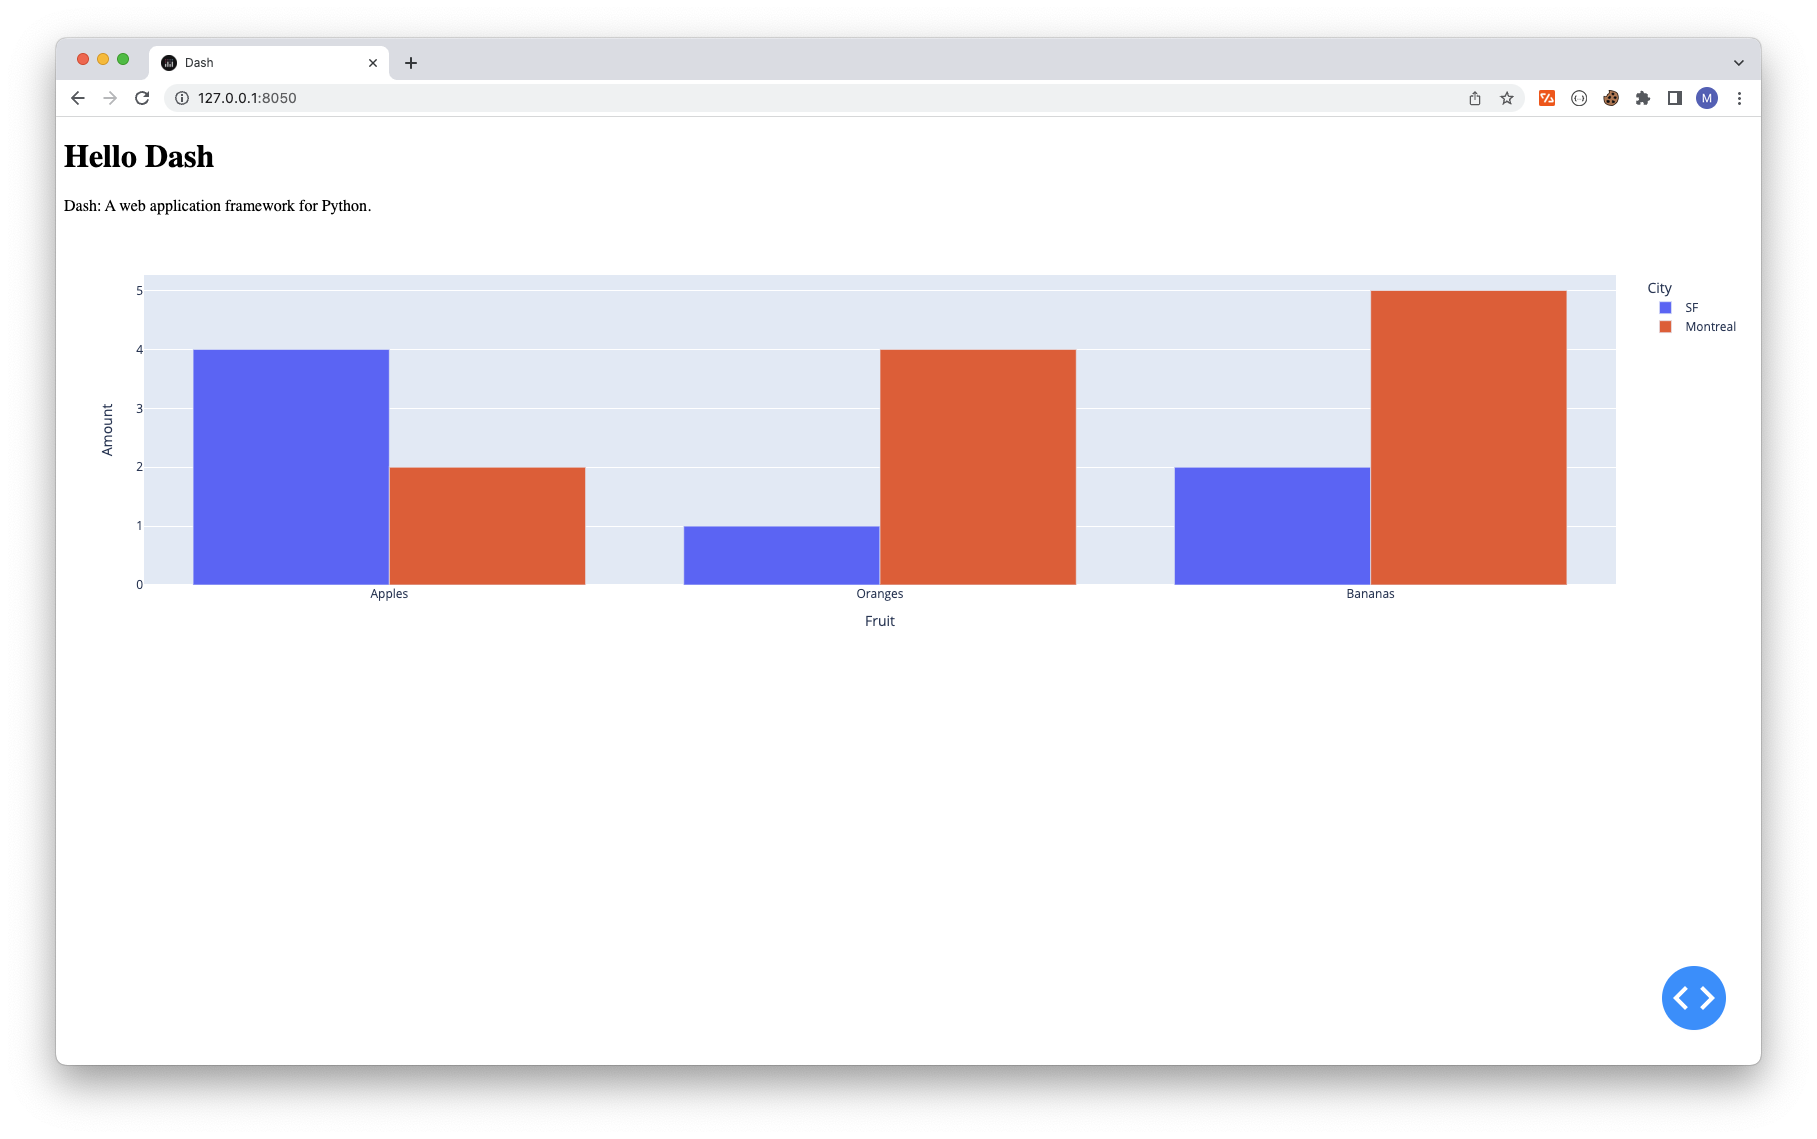 Dash
127.0.0.1:8050
M
Hello Dash
Dash: A web application framework for Python.
City
SF
Montreal
Amount
5
4
3
2
1
0
Apples Oranges Bananas
Fruit